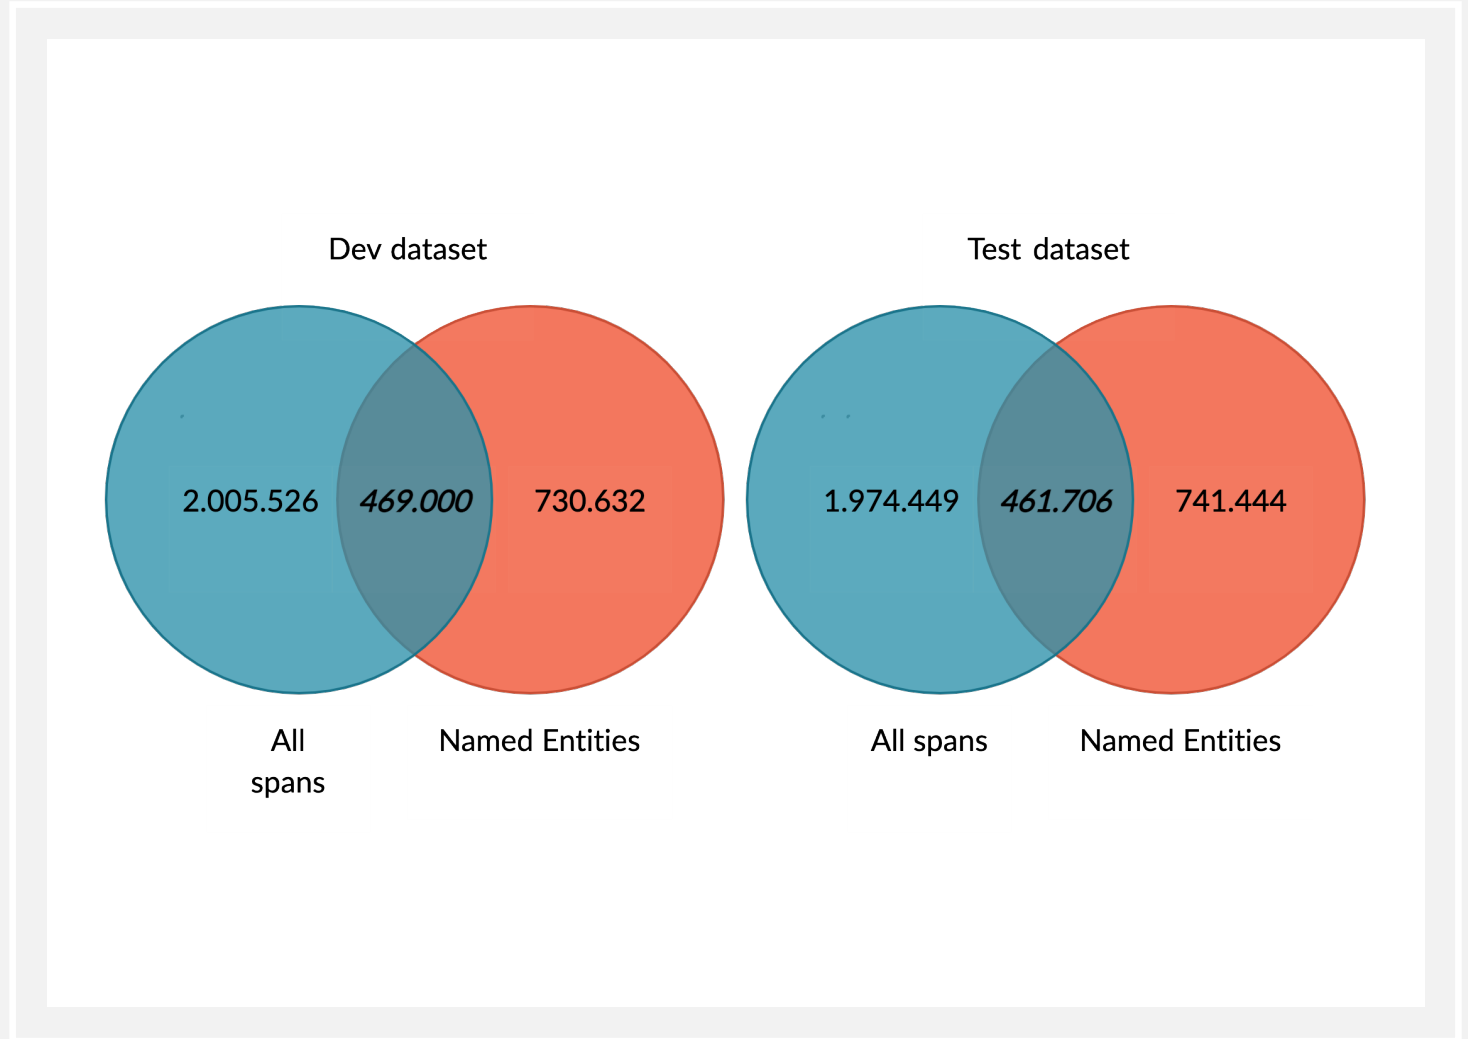 Dev dataset
Test dataset
2.005.526 469.000 730.632
1.974.449 461.706 741.444
All
spans
Named Entities
All spans
Named Entities